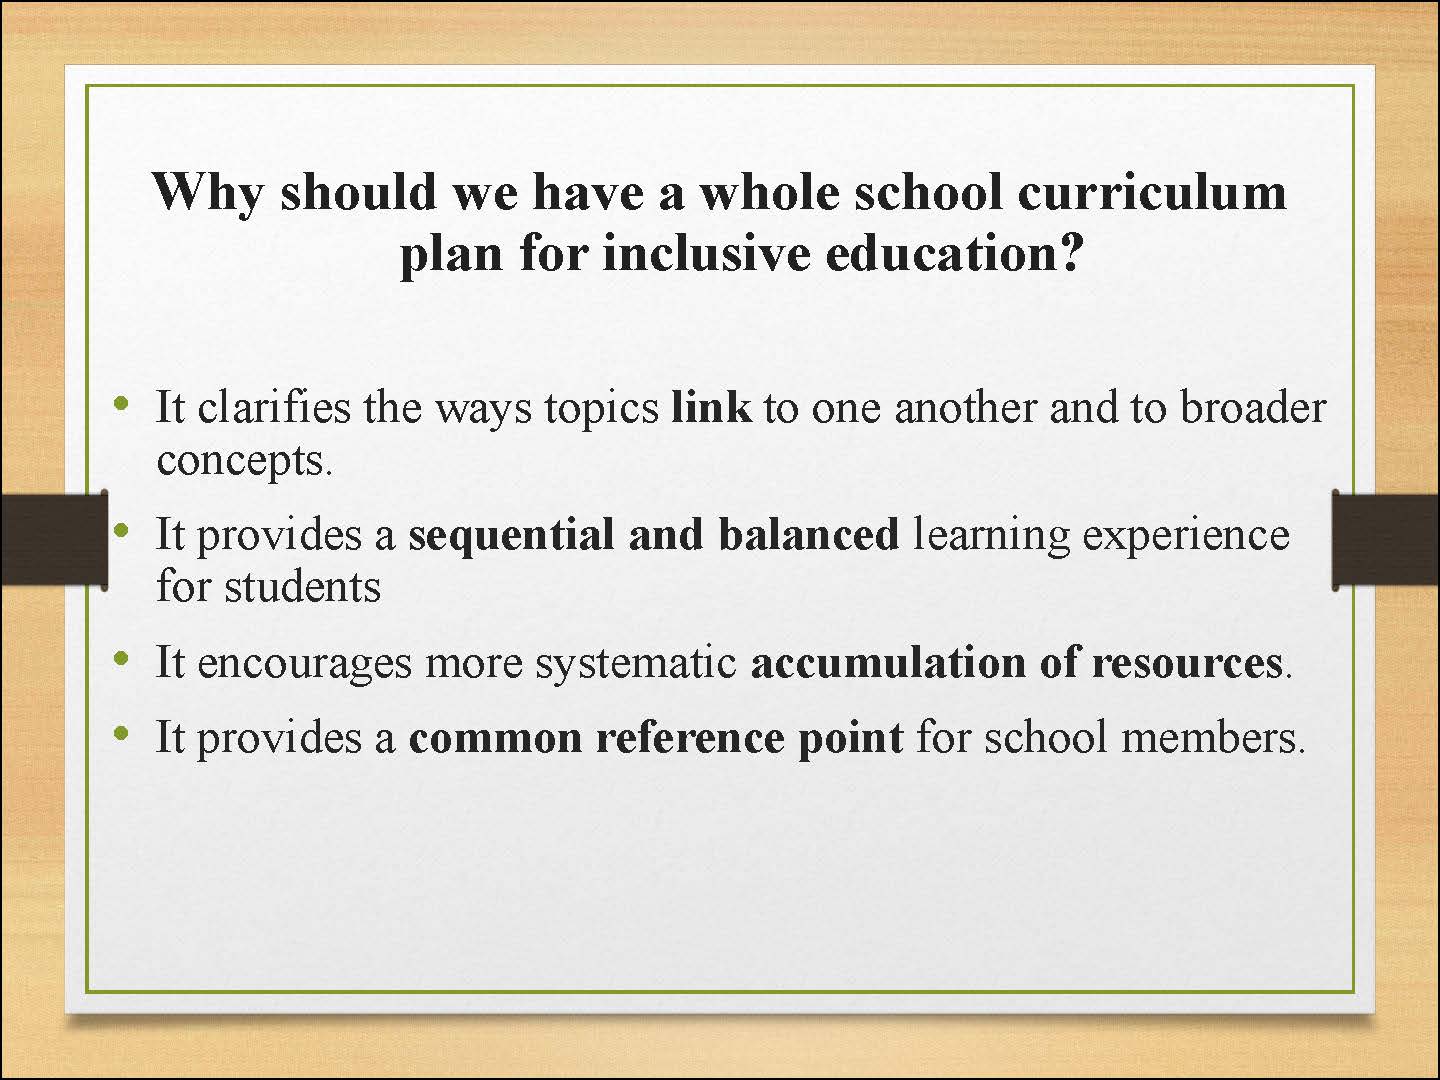 Why should we have a whole school curriculum
plan for inclusive education?
• It clarifies the ways topics link to one another and to broader
concepts.
• It provides a sequential and balanced learning experience
for students
• It encourages more systematic accumulation of resources.
• It provides a common reference point for school members.